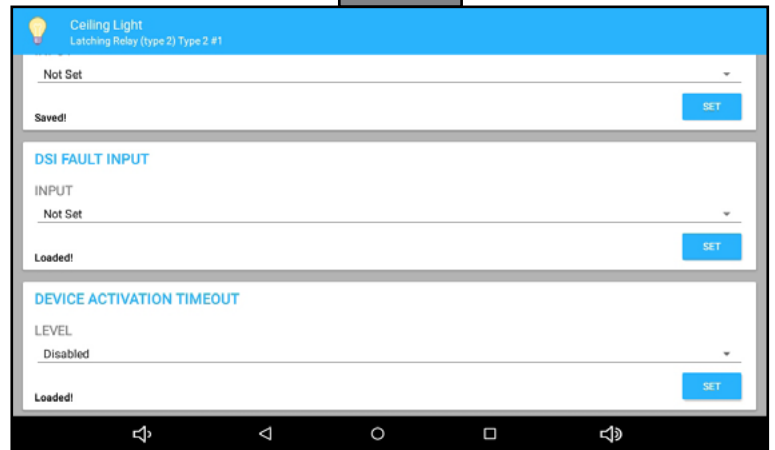 Ceiling Light
Latching Relay (type 2) Type 2 #1
Not Set
SET
Saved!
DSI FAULT INPUT
INPUT
Not Set
SET
Loaded!
DEVICE ACTIVATION TIMEOUT
LEVEL
Disabled
SET
Loaded!